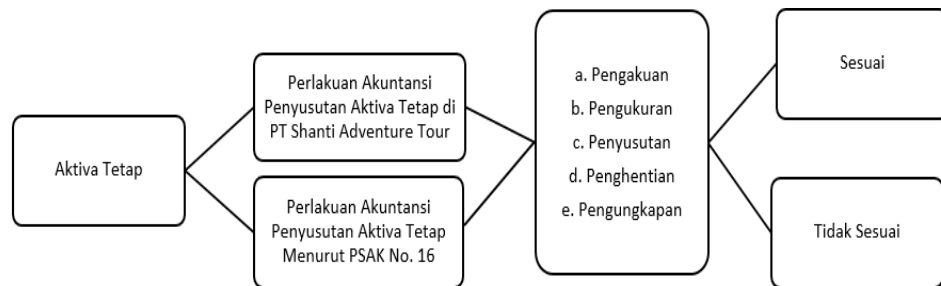 Aktiva Tetap
Perlakuan Akuntansi
Penyusutan Aktiva Tetap di
PT Shanti Adventure Tour
Perlakuan Akuntansi
Penyusutan Aktiva Tetap
Menurut PSAK No. 16
a. Pengakuan
b. Pengukuran
c. Penyusutan
d. Penghentian
e. Pengungkapan
Sesuai
Tidak Sesuai